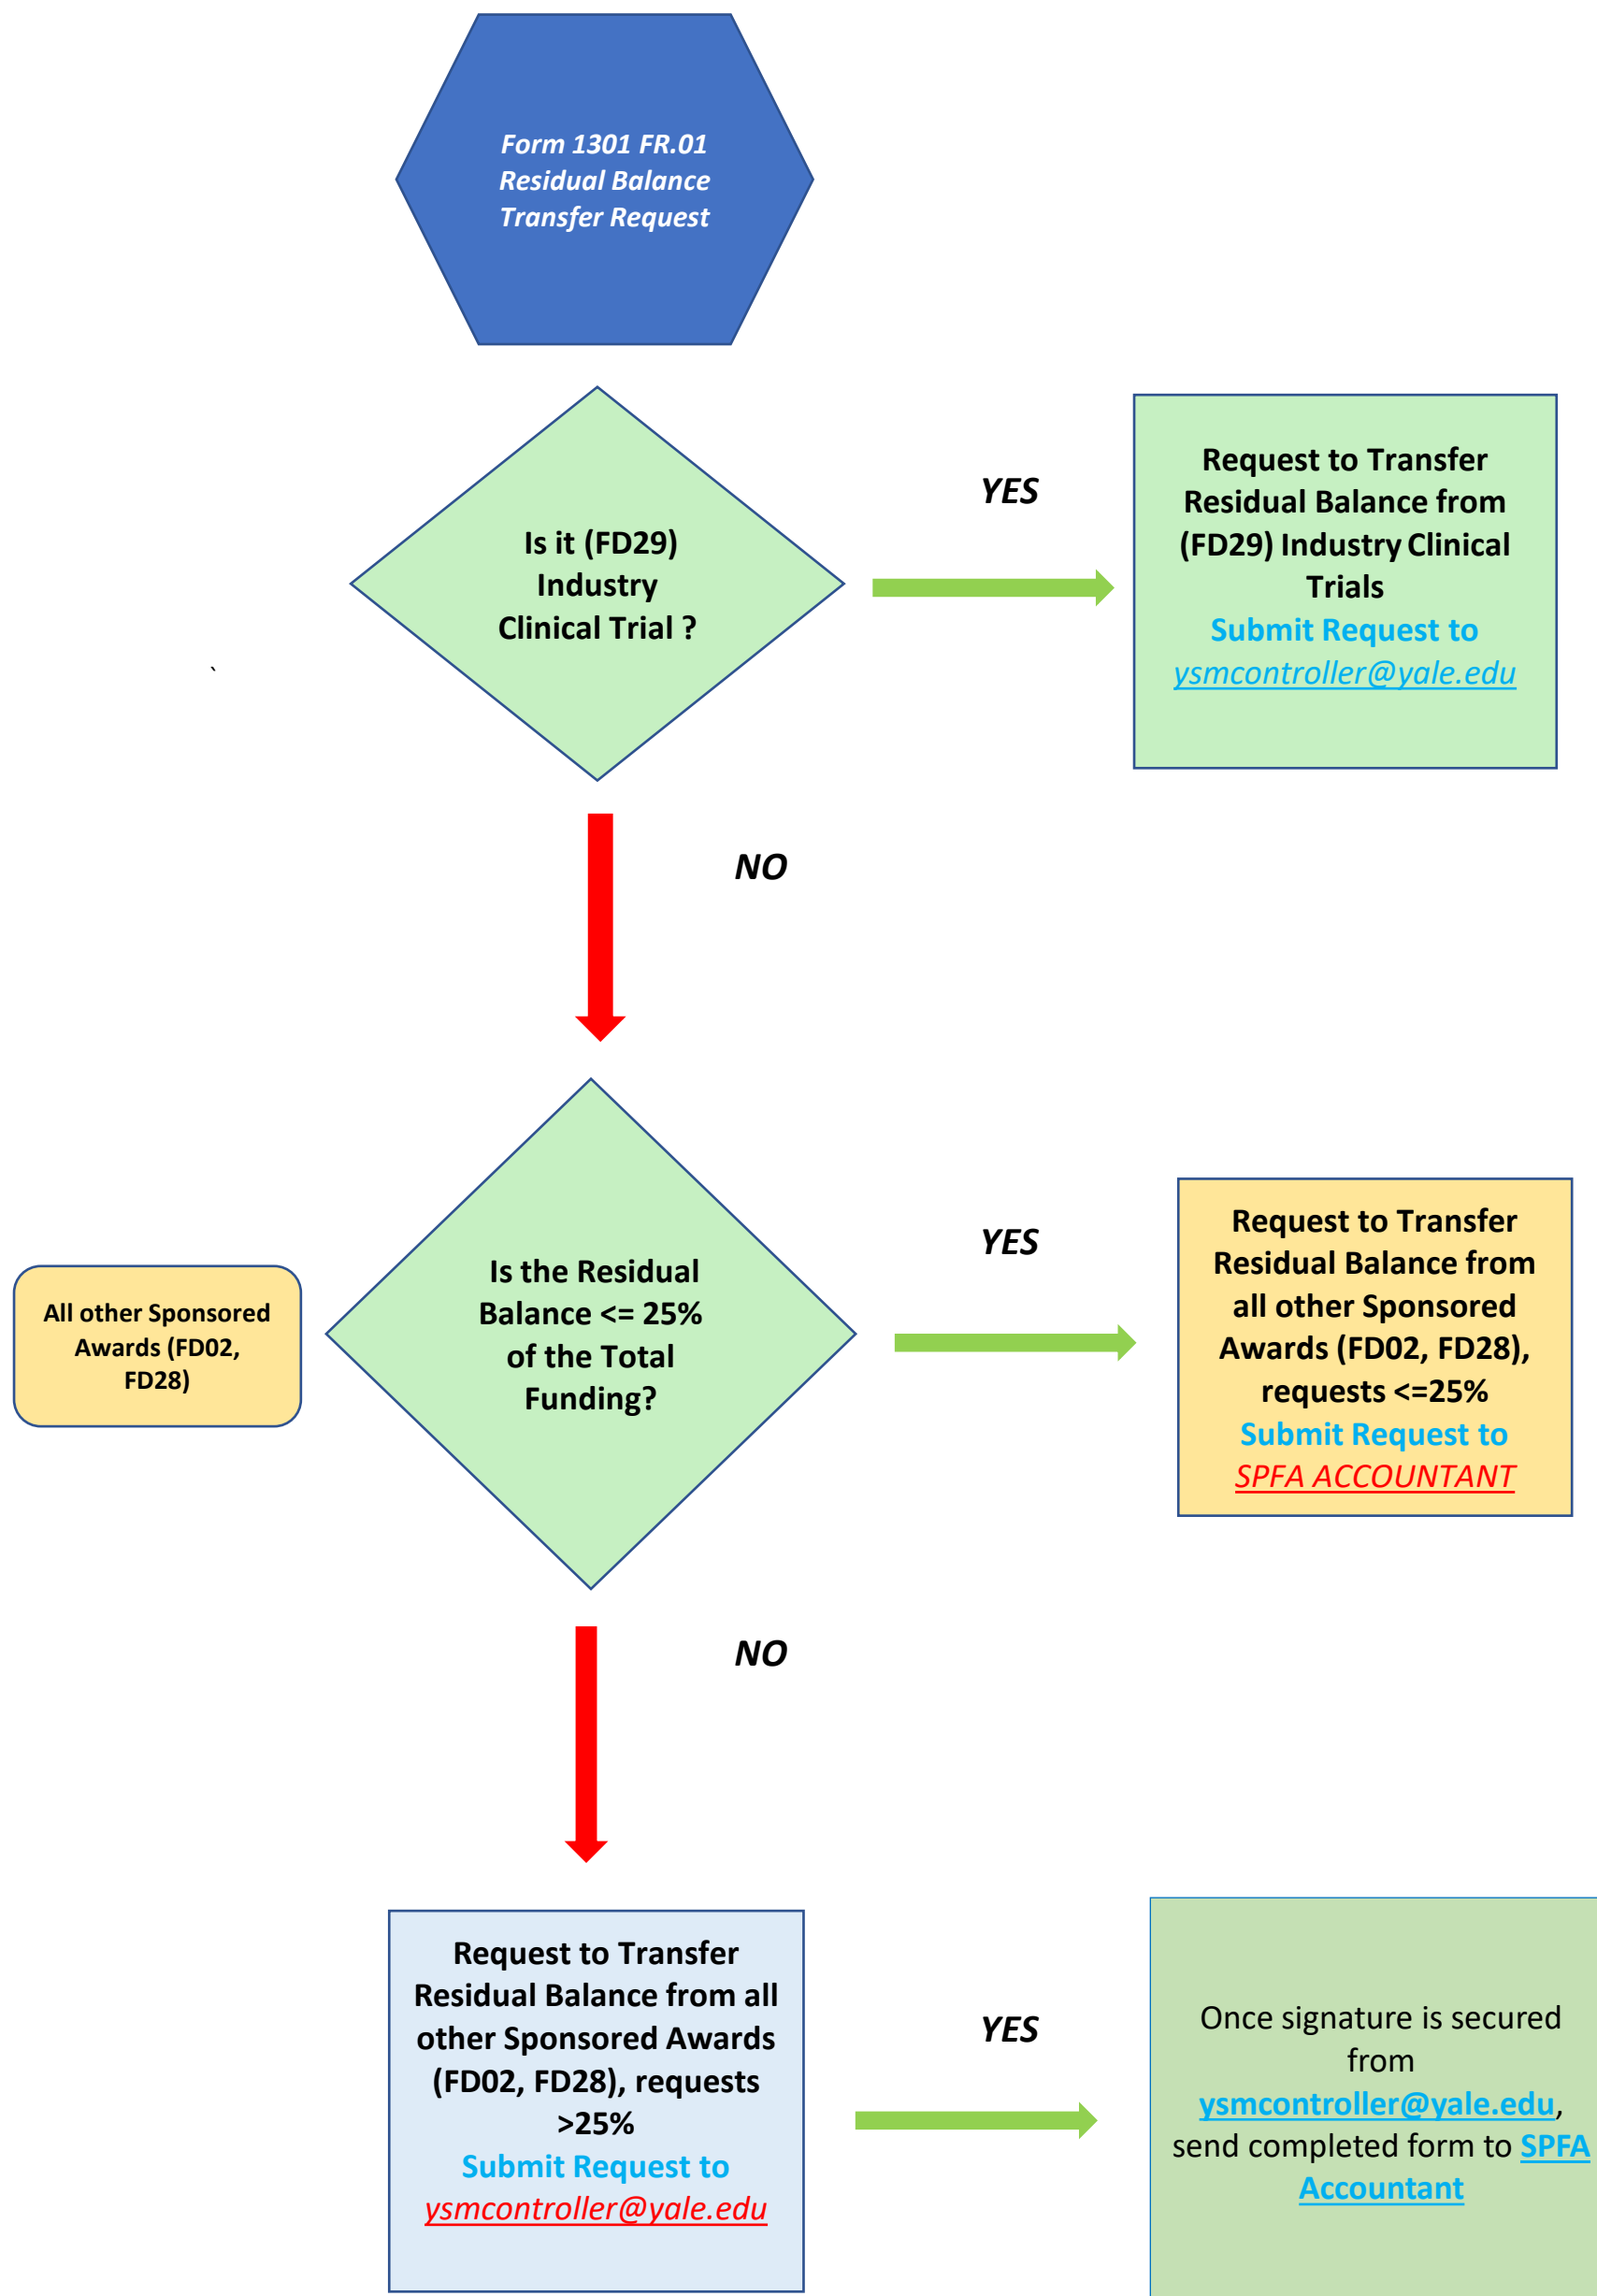 Form 1301 FR.01
Residual Balance
Transfer Request
Is it (FD29)
Industry
Clinical Trial ?
YES
Request to Transfer
Residual Balance from
(FD29) Industry Clinical
Trials
Submit Request to
ysmcontroller@yale.edu
`
NO
All other Sponsored
Awards (FD02,
FD28)
Is the Residual
Balance <= 25%
of the Total
Funding?
YES
Request to Transfer
Residual Balance from
all other Sponsored
Awards (FD02, FD28),
requests <=25%
Submit Request to
SPFA ACCOUNTANT
NO
Request to Transfer
Residual Balance from all
other Sponsored Awards
(FD02, FD28), requests
>25%
Submit Request to
ysmcontroller@yale.edu
YES
Once signature is secured
from
ysmcontroller@yale.edu,
send completed form to SPFA
Accountant